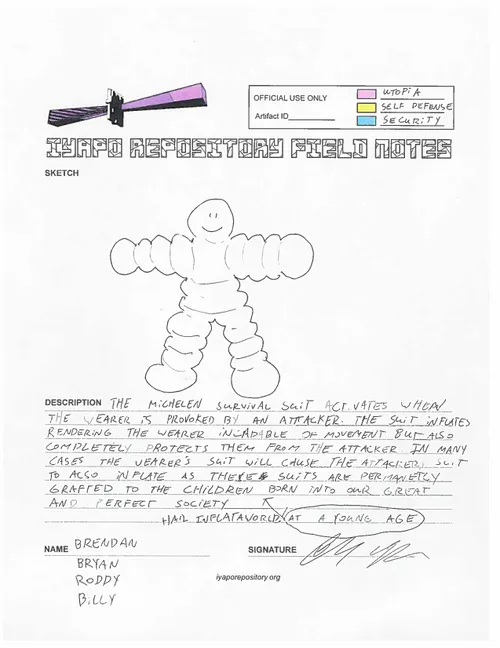 OFFICIAL USE ONLY
Artifact ID
UTOPiA
SELF DEFENSE
SECURiTY
IYAPO REPOSITORY FIELD NOTES
SKETCH
DESCRIPTION THE MiCHELEN SURVIVAL SUiT ACTIVATES WHEN
THE WEARER IS PROVOKED BY AN ATTACKER. THE SUiT INFLATES
RENDERING THE WEARER INCADABLE OF MOVEMENT BUT ALSO
COMPLETELY PROTECTS THEM FROM THE ATTACKER IN MANY
CASES THE WEARER'S SUIT WILL CAUSE THE ATTACKERS SUIT
TO ALSO INFLATE AS THESE SUITS ARE PERMANETLY
GRAFTED TO THE CHILDREN BORN INTO OUR GREAT
AND PERFECT SOCIETY
HAIL INFLATAWORLD AT A YOUNG AGE
NAME BRENDAN
SIGNATURE
BRYAN
RODDY
BiLLY
iyaporepository.org